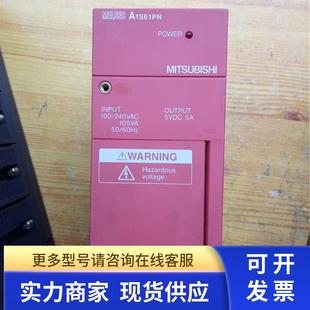 MELSEC A1S61PN
POWER
MITSUBISHI
INPUT
100-240VAC
105VA
50/60Hz
OUTPUT
5VDC 5A
⚠WARNING
Hazardous
voltage.
更多型号请咨询在线客服
实力商家 现货供应
可开
发票